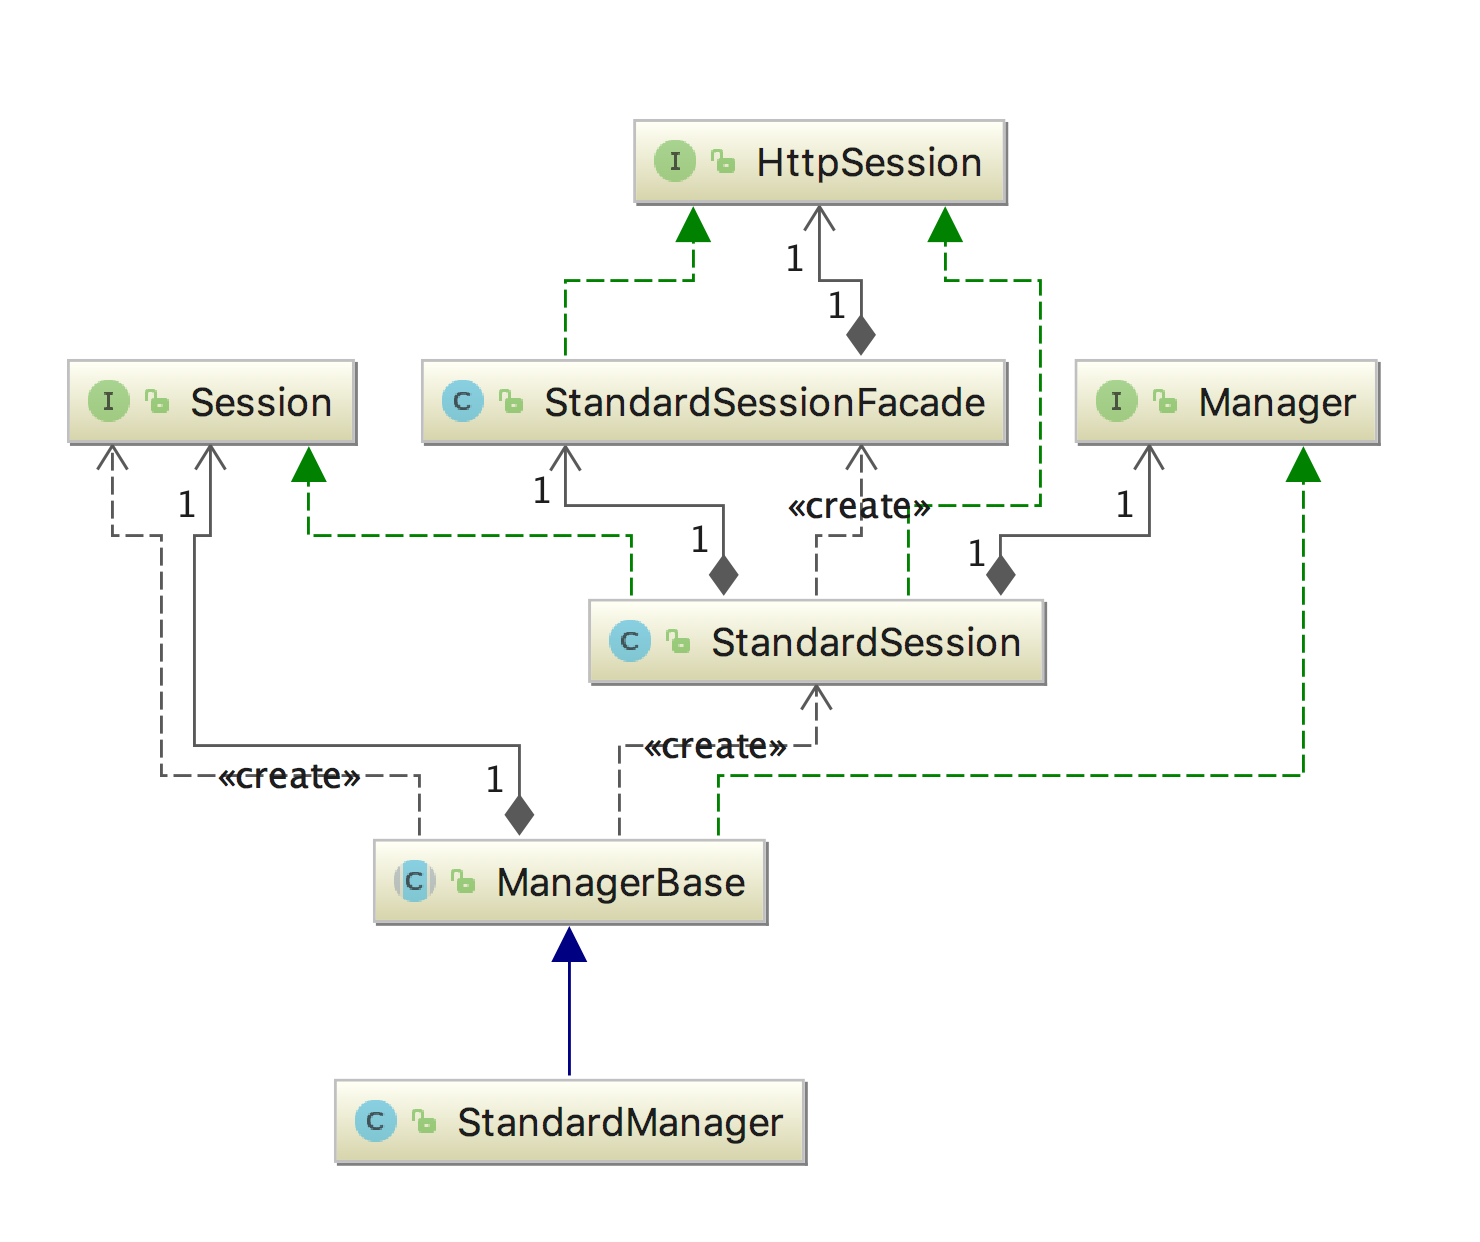 I HttpSession
1
1
I Session
C StandardSessionFacade
I Manager
1
1
«create»
1
1
1
C StandardSession
«create»
«create»
1
C ManagerBase
C StandardManager